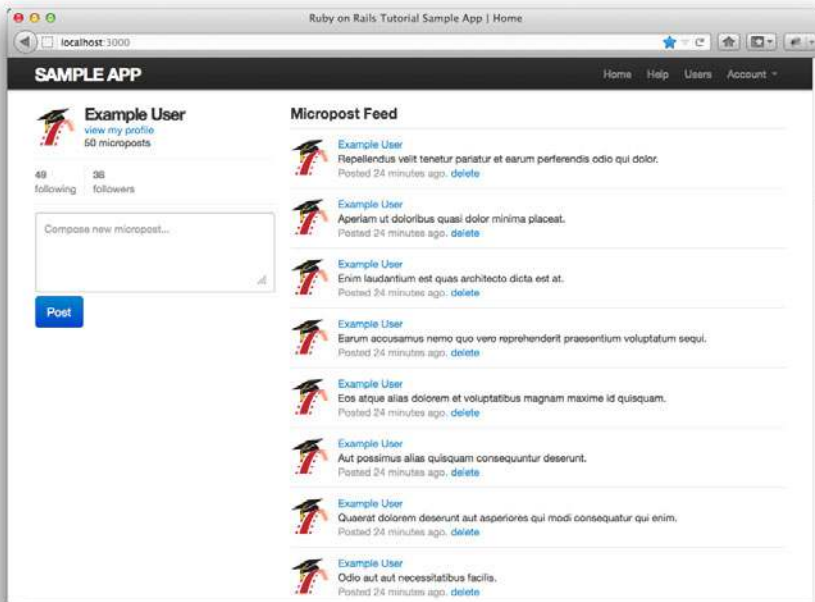 Ruby on Rails Tutorial Sample App | Home
localhost:3000
SAMPLE APP
Home Help Users Account
Example User
view my profile
50 microposts
49 following
38 followers
Compose new micropost...
Post
Micropost Feed
Example User
Repellendus velit tenetur pariatur et earum perferendis odio qui dolor.
Posted 24 minutes ago. delete
Example User
Aperiam ut doloribus quasi dolor minima placeat.
Posted 24 minutes ago. delete
Example User
Enim laudantium est quas architecto dicta est at.
Posted 24 minutes ago. delete
Example User
Earum accusamus nemo quo vero reprehenderit praesentium voluptatum sequi.
Posted 24 minutes ago. delete
Example User
Eos atque alias dolorem et voluptatibus magnam maxime id quisquam.
Posted 24 minutes ago. delete
Example User
Aut possimus alias quisquam consequuntur deserunt.
Posted 24 minutes ago. delete
Example User
Quaerat dolorem deserunt aut asperiores qui modi consequatur qui enim.
Posted 24 minutes ago. delete
Example User
Odio aut aut necessitatibus facilis.
Posted 24 minutes ago. delete